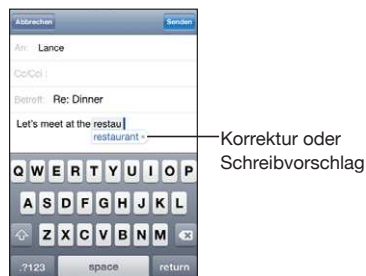 Abbrechen Senden
An: Lance
Cc/Cci :
Betreff: Re: Dinner
Let's meet at the restau
restaurant ×
Korrektur oder
Schreibvorschlag
Q W E R T Y U I O P
A S D F G H J K L
Z X C V B N M
.?123 space return